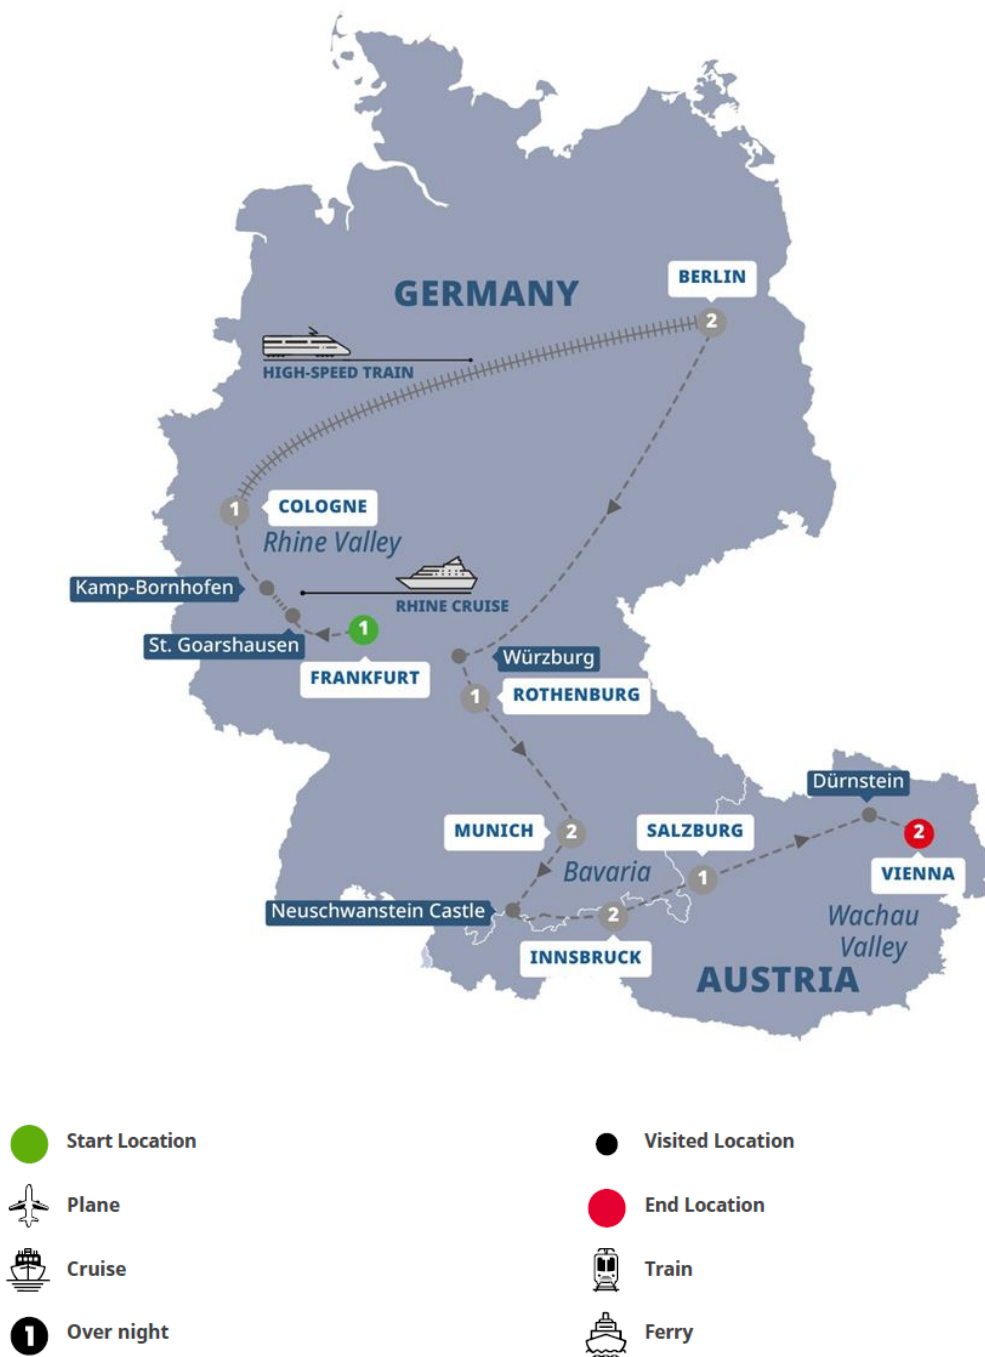 BERLIN
GERMANY
2
HIGH-SPEED TRAIN
1
COLOGNE
Rhine Valley
Kamp-Bornhofen
RHINE CRUISE
St. Goarshausen
1
FRANKFURT
Würzburg
1
ROTHENBURG
Dürnstein
MUNICH
2
SALZBURG
2
Bavaria
1
VIENNA
Neuschwanstein Castle
2
Wachau
Valley
INNSBRUCK
AUSTRIA
Start Location
Visited Location
Plane
End Location
Cruise
Train
1
Over night
Ferry